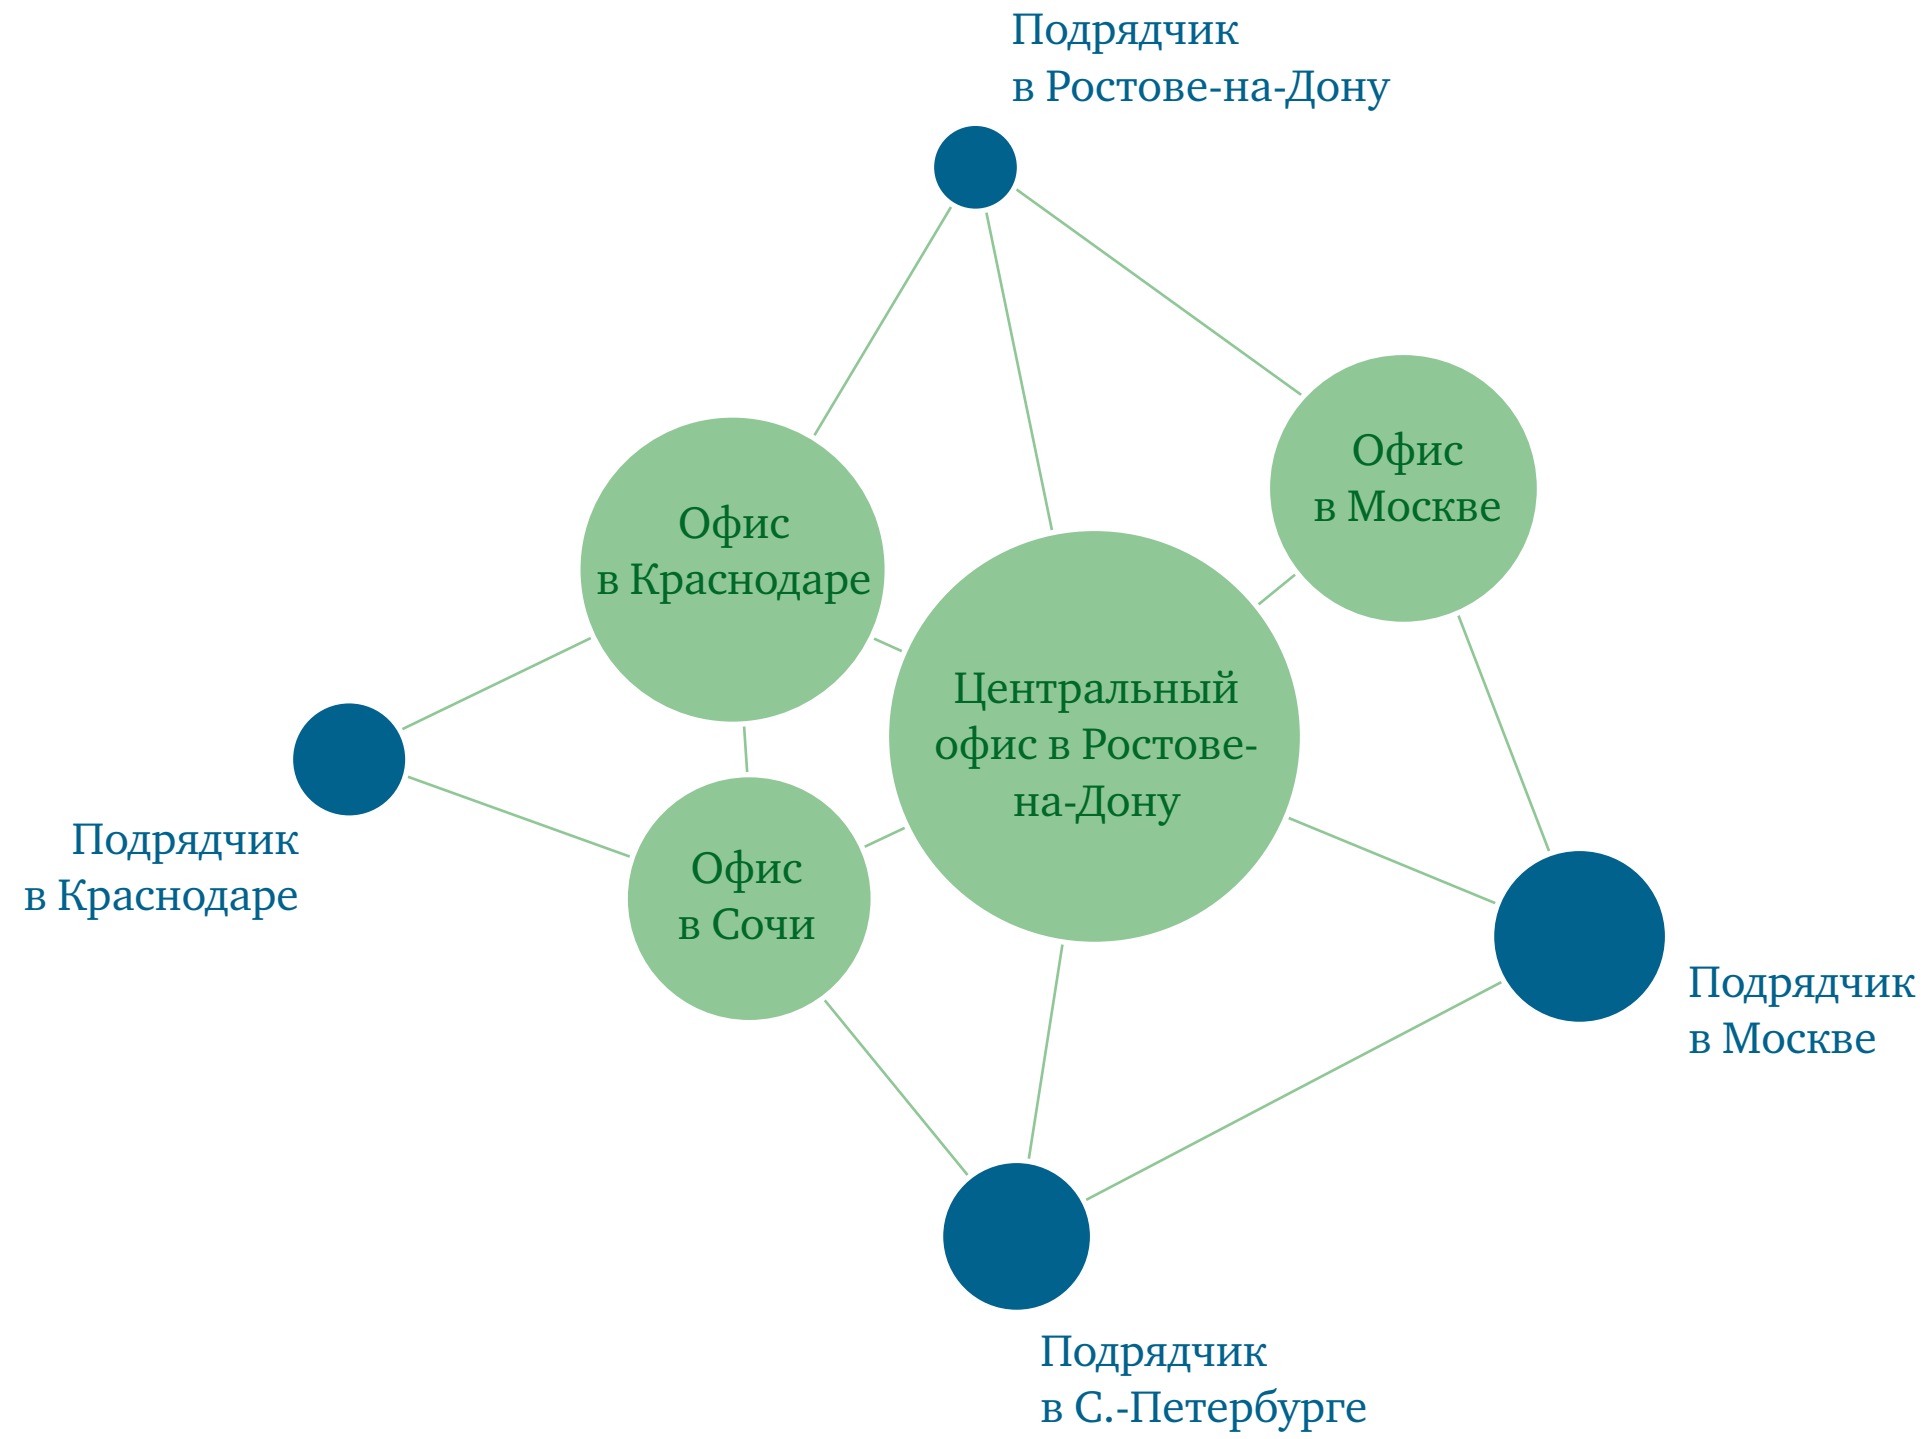 Подрядчик
в Ростове-на-Дону
Офис
в Москве
Офис
в Краснодаре
Центральный
офис в Ростове-
на-Дону
Подрядчик
в Краснодаре
Офис
в Сочи
Подрядчик
в Москве
Подрядчик
в С.-Петербурге